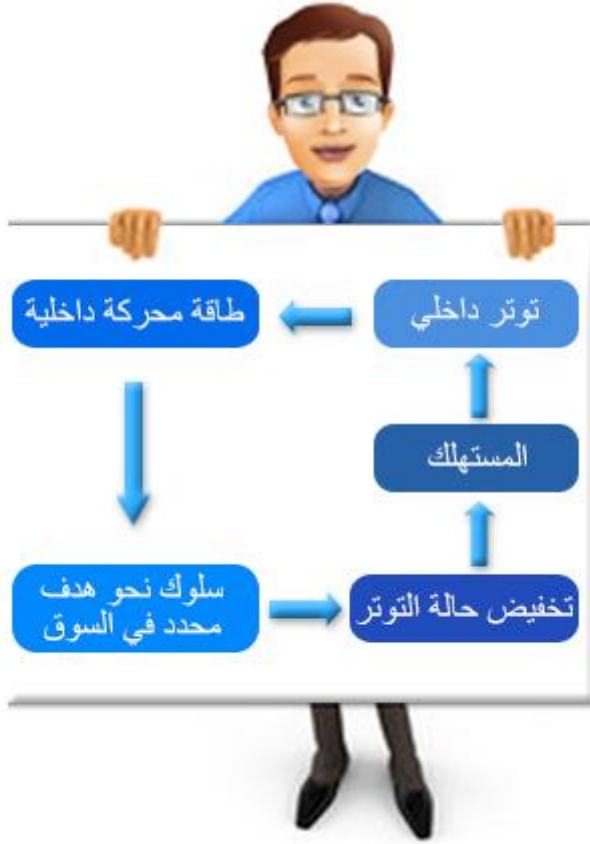 توتر داخلي
طاقة محركة داخلية
المستهلك
سلوك نحو هدف
محدد في السوق
تخفيض حالة التوتر